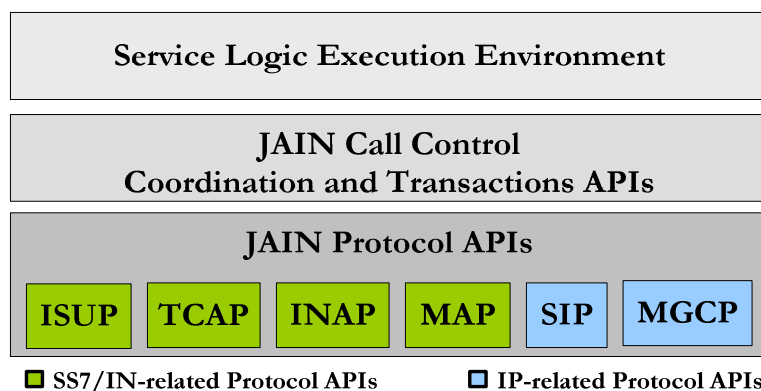 Service Logic Execution Environment
JAIN Call Control
Coordination and Transactions APIs
JAIN Protocol APIs
ISUP TCAP INAP MAP SIP MGCP
SS7/IN-related Protocol APIs IP-related Protocol APIs